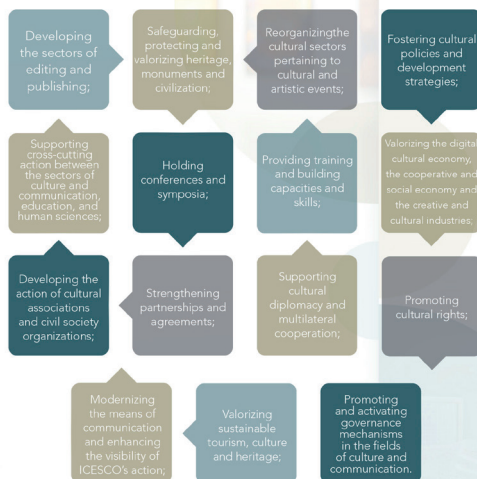 Developing
the sectors of
editing and
publishing;
Safeguarding,
protecting and
valorizing heritage,
monuments and
civilization;
Reorganizingthe
cultural sectors
pertaining to
cultural and
artistic events;
Fostering cultural
policies and
development
strategies;
Supporting
cross-cutting
action between
the sectors of
culture and
communication,
education, and
human sciences;
Holding
conferences and
symposia;
Providing training
and building
capacities and
skills;
Valorizing the digital
cultural economy,
the cooperative and
social economy and
the creative and
cultural industries;
Developing the
action of cultural
associations
and civil society
organizations;
Strengthening
partnerships and
agreements;
Supporting
cultural
diplomacy and
multilateral
cooperation;
Promoting
cultural rights;
Modernizing
the means of
communication
and enhancing
the visibility of
ICESCO's action;
Valorizing
sustainable
tourism, culture
and heritage;
Promoting
and activating
governance
mechanisms
in the fields
of culture and
communication.